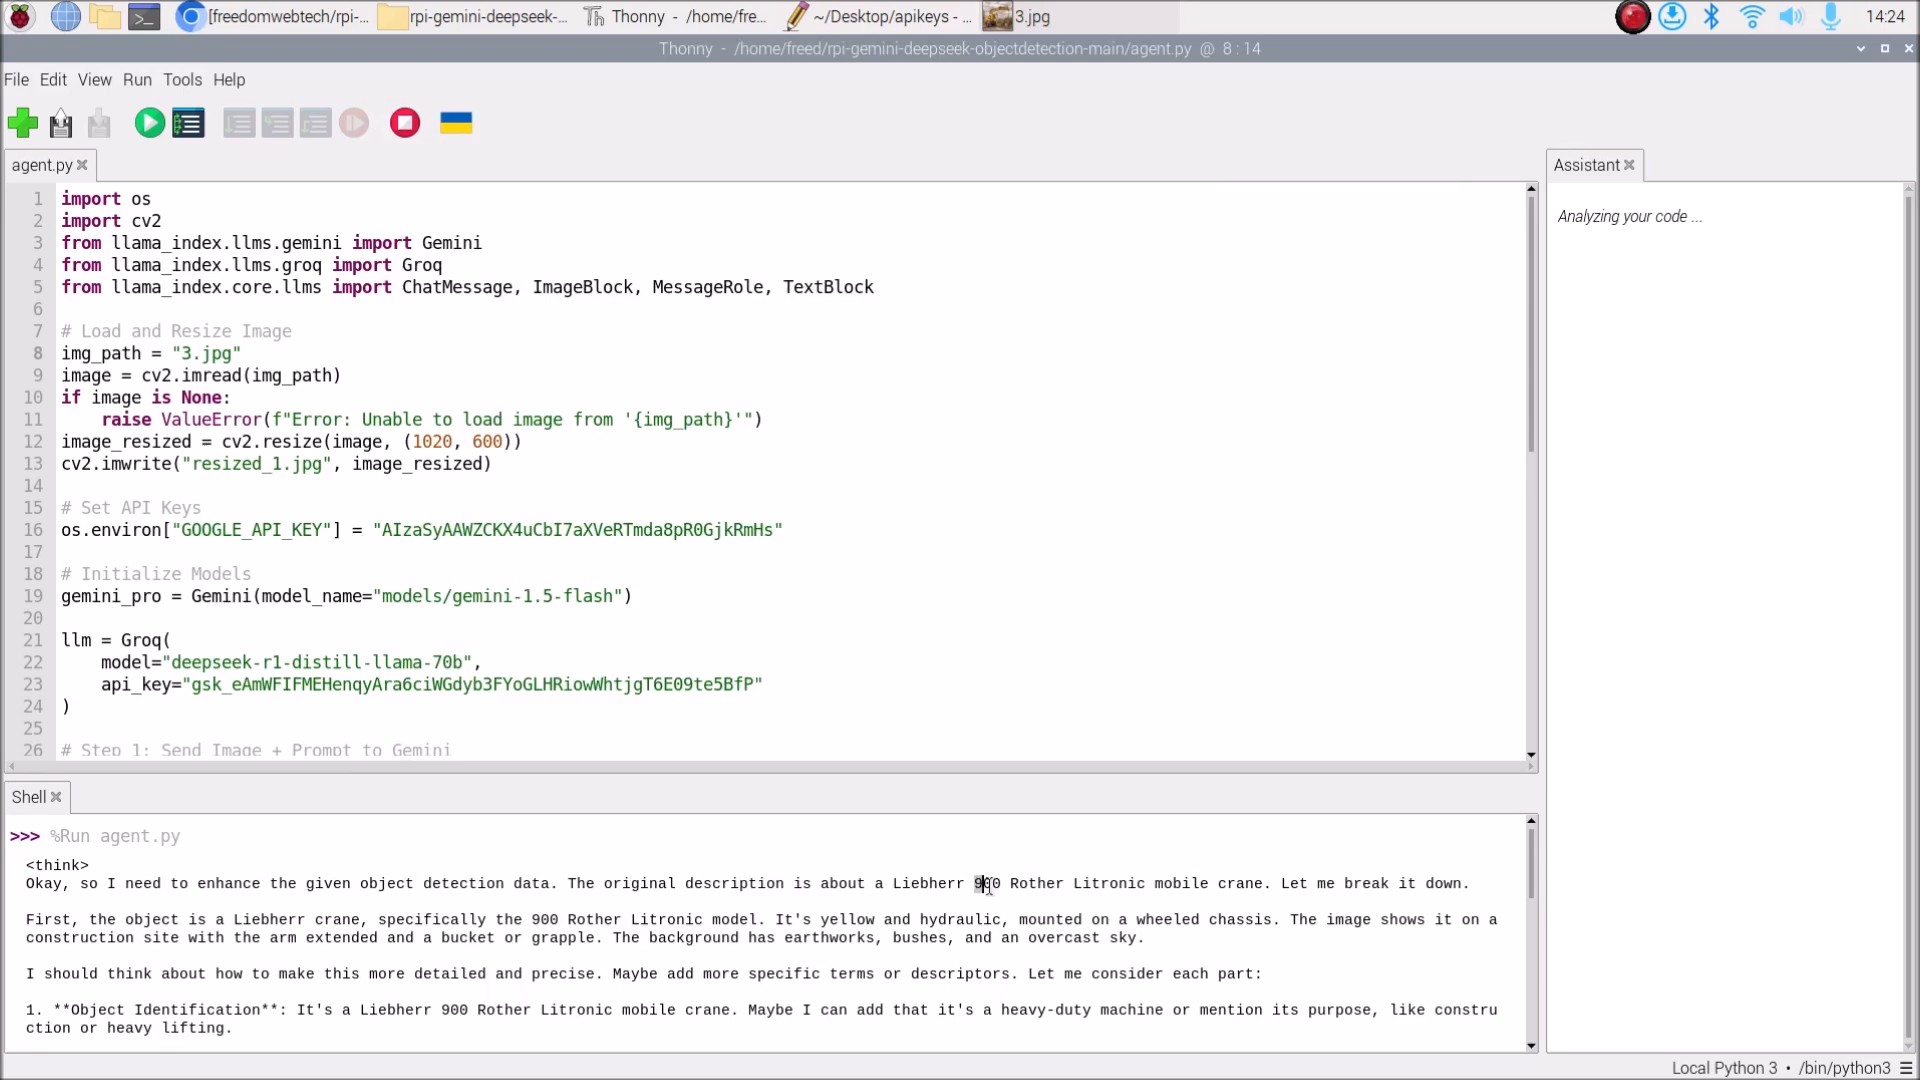 [freedomwebtech/rpi-...
rpi-gemini-deepseek-...
Thonny - /home/fre...
~/Desktop/apikeys - ...
3.jpg
14:24
Thonny - /home/freed/rpi-gemini-deepseek-objectdetection-main/agent.py @ 8 : 14
File Edit View Run Tools Help
agent.py
Assistant
Analyzing your code ...
1 import os
2 import cv2
3 from llama_index.llms.gemini import Gemini
4 from llama_index.llms.groq import Groq
5 from llama_index.core.llms import ChatMessage, ImageBlock, MessageRole, TextBlock
6
7 # Load and Resize Image
8 img_path = "3.jpg"
9 image = cv2.imread(img_path)
10 if image is None:
11     raise ValueError(f"Error: Unable to load image from '{img_path}'")
12 image_resized = cv2.resize(image, (1020, 600))
13 cv2.imwrite("resized_1.jpg", image_resized)
14
15 # Set API Keys
16 os.environ["GOOGLE_API_KEY"] = "AIzaSyAAWZCKX4uCbI7aXVeRTmda8pR0GjkRmHs"
17
18 # Initialize Models
19 gemini_pro = Gemini(model_name="models/gemini-1.5-flash")
20
21 llm = Groq(
22     model="deepseek-r1-distill-llama-70b",
23     api_key="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"
24 )
25
26 # Step 1: Send Image + Prompt to Gemini
Shell
>>> %Run agent.py
<think>
Okay, so I need to enhance the given object detection data. The original description is about a Liebherr 900 Rother Litronic mobile crane. Let me break it down.
First, the object is a Liebherr crane, specifically the 900 Rother Litronic model. It's yellow and hydraulic, mounted on a wheeled chassis. The image shows it on a
construction site with the arm extended and a bucket or grapple. The background has earthworks, bushes, and an overcast sky.
I should think about how to make this more detailed and precise. Maybe add more specific terms or descriptors. Let me consider each part:
1. **Object Identification**: It's a Liebherr 900 Rother Litronic mobile crane. Maybe I can add that it's a heavy-duty machine or mention its purpose, like constru
ction or heavy lifting.
Local Python 3 • /bin/python3 ☰